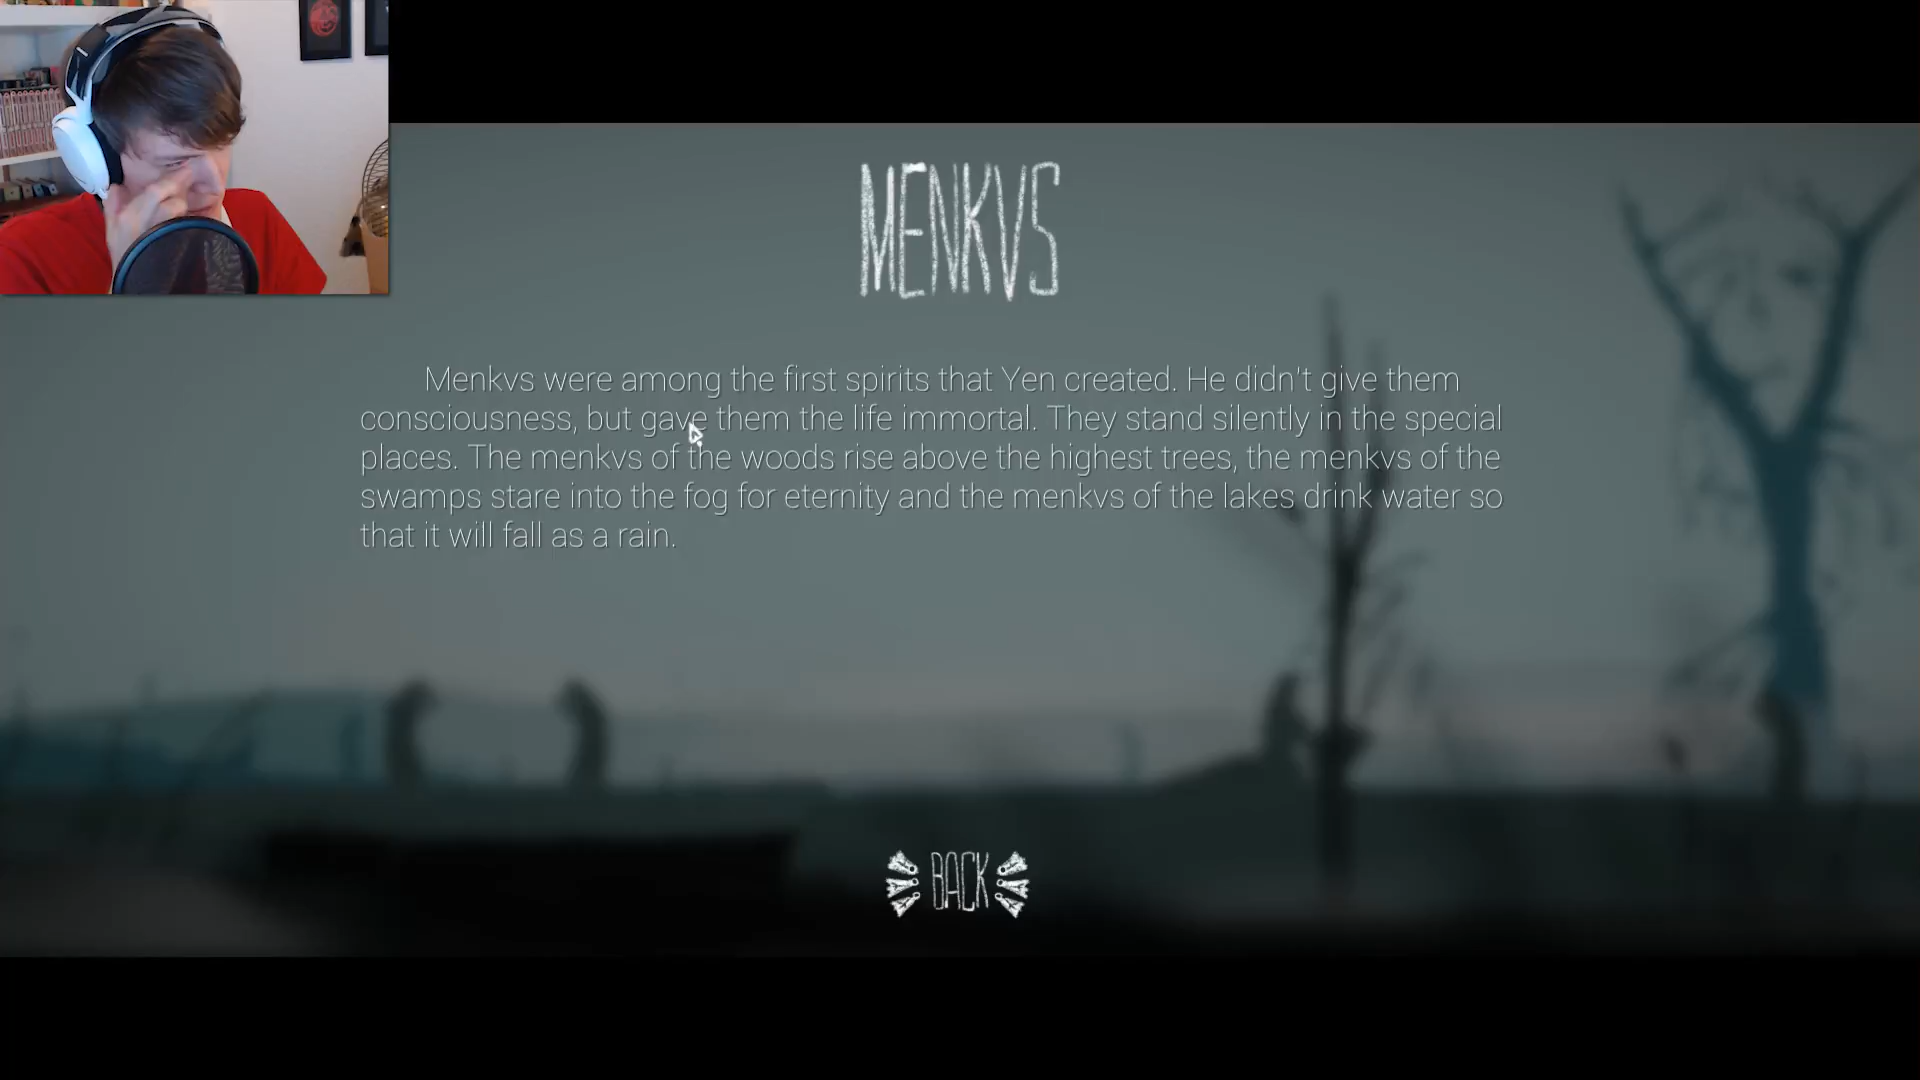 MENKVS
Menkvs were among the first spirits that Yen created. He didn't give them
consciousness, but gave them the life immortal. They stand silently in the special
places. The menkvs of the woods rise above the highest trees, the menkvs of the
swamps stare into the fog for eternity and the menkvs of the lakes drink water so
that it will fall as a rain.
BACK